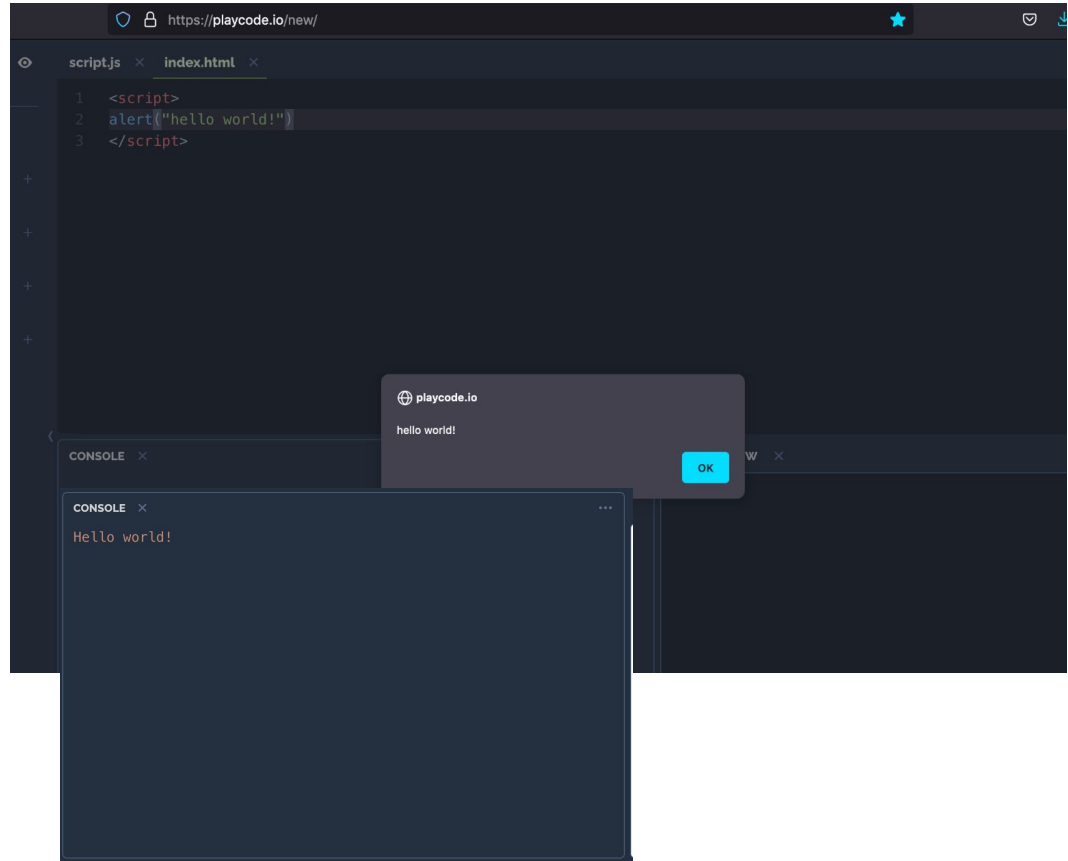 https://playcode.io/new/
script.js × index.html ×
1 <script>
2 alert("hello world!")
3 </script>
playcode.io
hello world!
OK
CONSOLE ×
W ×
CONSOLE × ...
Hello world!